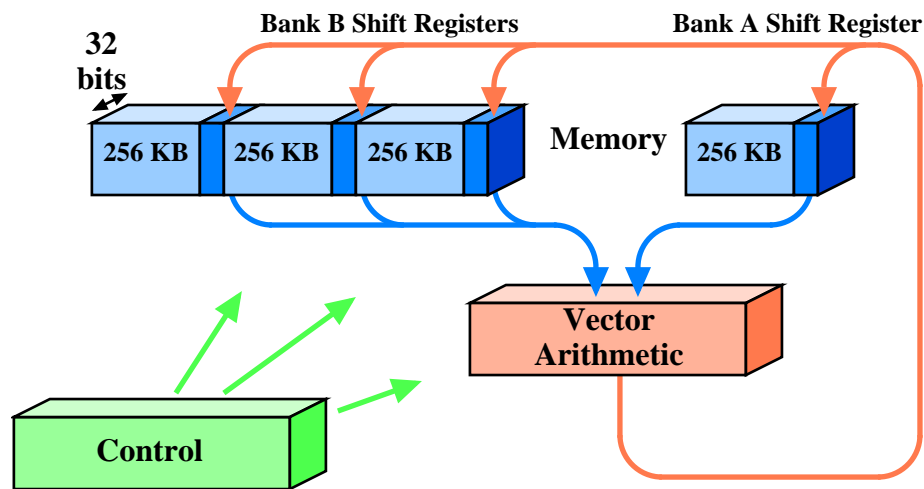 Bank B Shift Registers
Bank A Shift Register
32
bits
256 KB
256 KB
256 KB
Memory
256 KB
Vector
Arithmetic
Control